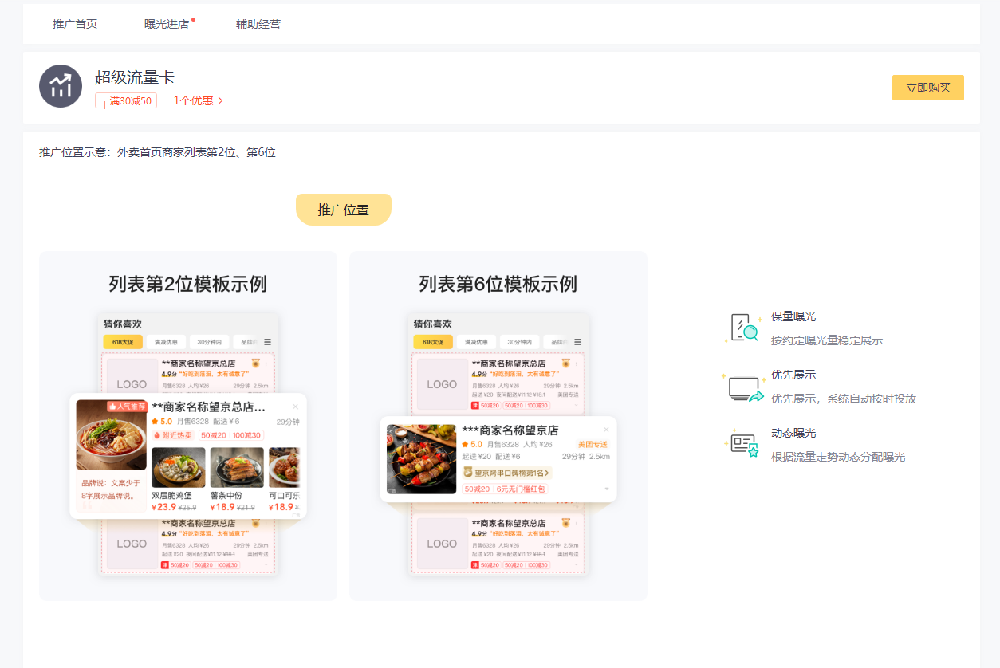 推广首页
曝光进店
辅助经营
超级流量卡
满30减50
1个优惠
立即购买
推广位置示意：外卖首页商家列表第2位、第6位
推广位置
列表第2位模板示例
猜你喜欢
618大促 满减优惠 30分钟内 品牌
**商家名称望京总店
4.9分 “好吃到落泪，太有诚意了”
LOGO
月售6328 人均 ¥26 29分钟 2.5km
人气推荐
**商家名称望京总店...
5.0 月售6328 配送 ¥ 6 29分钟
附近热卖 50减20 100减30
品牌说：文案少于
8字展示品牌说。
双层脆鸡堡 薯条中份 可口可乐
¥23.9 ¥25.9 ¥18.9 ¥21.9 ¥18.9 ¥
**商家名称望京总店
4.9分 “好吃到落泪，太有诚意了”
LOGO
月售6328 人均 ¥26 29分钟 2.5km
起送 ¥20 夜间配送 ¥11.12 ¥18.1 美团专送
津 50减20 50减20 100减30
列表第6位模板示例
猜你喜欢
618大促 满减优惠 30分钟内 品牌
**商家名称望京总店
4.9分 “好吃到落泪，太有诚意了”
LOGO
月售6328 人均 ¥26 29分钟 2.5km
起送 ¥20 夜间配送 ¥11.12 ¥18.1 美团专送
津 50减20 50减20 100减30
***商家名称望京店
5.0 月售6328 人均 ¥26 美团专送
起送 ¥20 配送 ¥6 29分钟 2.5km
望京烤串口碑榜第1名
50减20 6元无门槛红包
广告
**商家名称望京总店
4.9分 “好吃到落泪，太有诚意了”
LOGO
月售6328 人均 ¥26 29分钟 2.5km
起送 ¥20 夜间配送 ¥11.12 ¥18.1 美团专送
津 50减20 50减20 100减30
保量曝光
按约定曝光量稳定展示
优先展示
优先展示，系统自动按时投放
动态曝光
根据流量走势动态分配曝光